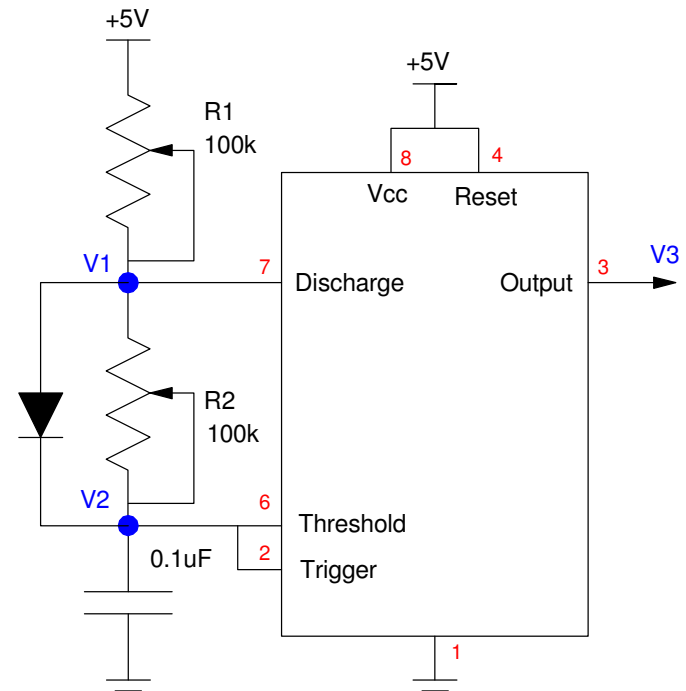 +5V
+5V
R1
100k
8
4
Vcc
Reset
V1
7
3
V3
Discharge
Output
R2
100k
V2
6
Threshold
0.1uF
2
Trigger
1